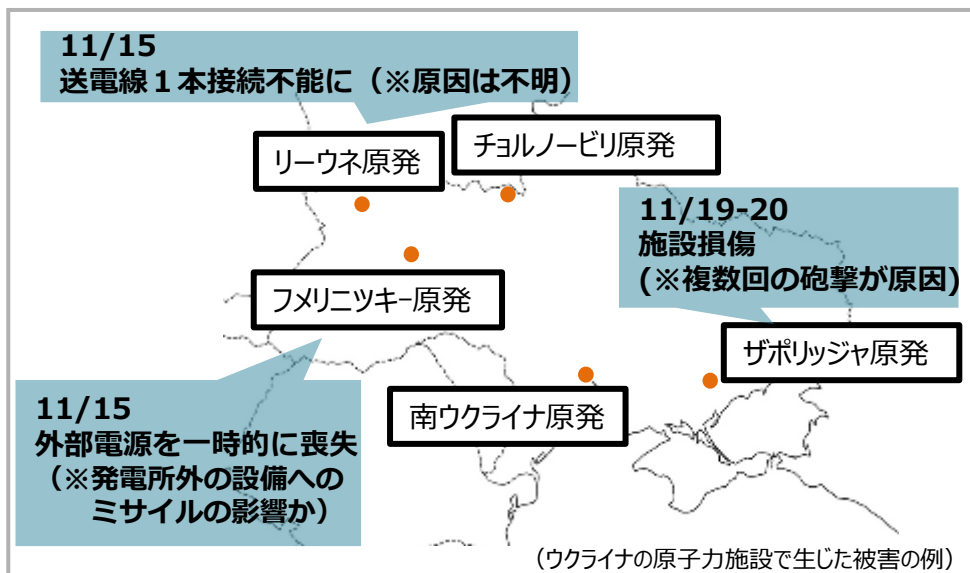 11/15
送電線１本接続不能に（※原因は不明）
リーウネ原発
チョルノービリ原発
11/19-20
施設損傷
(※複数回の砲撃が原因)
フメリニツキー原発
ザポリッジャ原発
11/15
外部電源を一時的に喪失
（※発電所外の設備への
ミサイルの影響か）
南ウクライナ原発
（ウクライナの原子力施設で生じた被害の例）